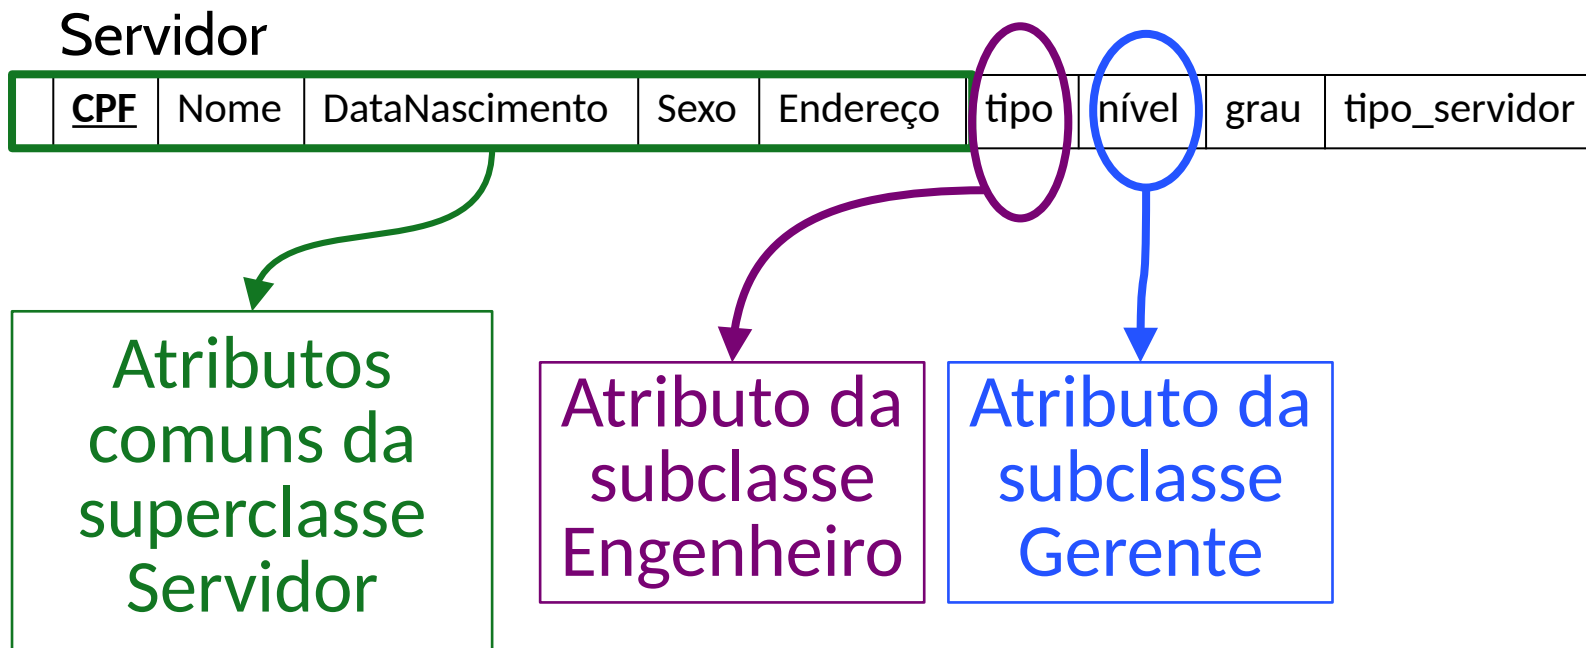 Servidor
CPF Nome DataNascimento Sexo Endereço tipo nível grau tipo_servidor
Atributos
comuns da
superclasse
Servidor
Atributo da
subclasse
Engenheiro
Atributo da
subclasse
Gerente